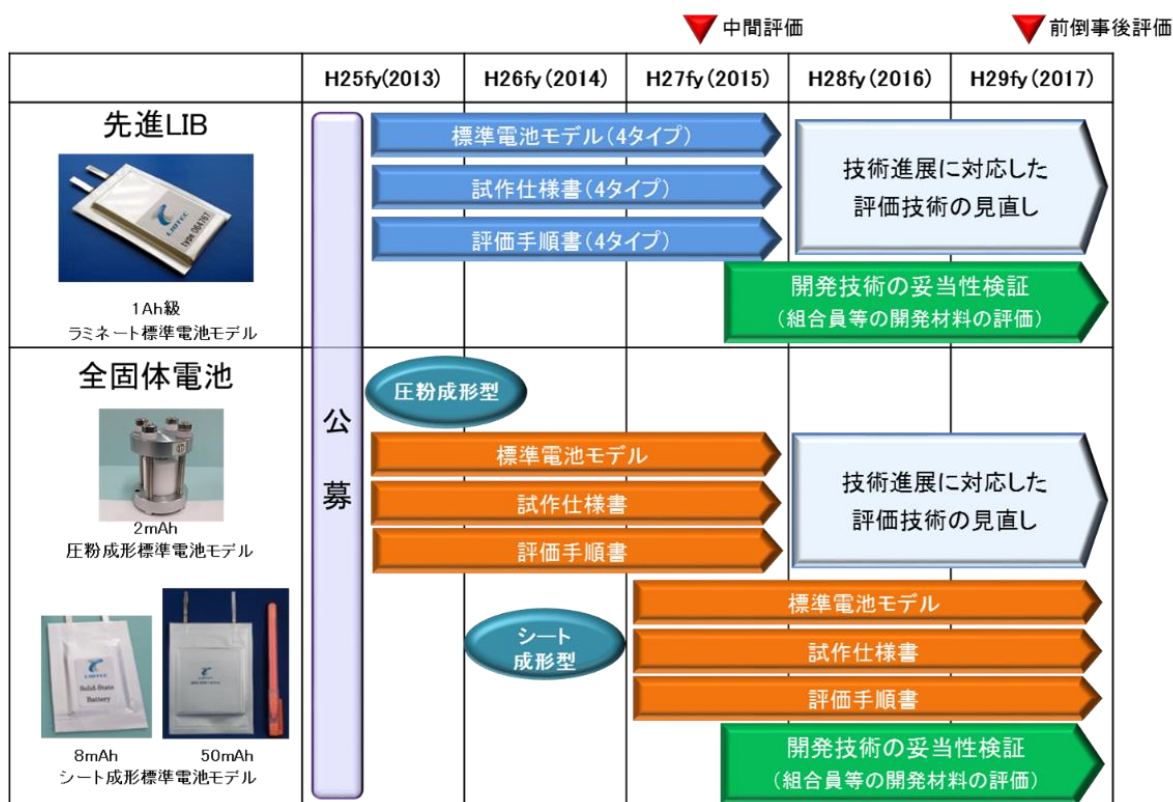 中間評価
前倒事後評価
H25fy(2013)
H26fy(2014)
H27fy(2015)
H28fy(2016)
H29fy(2017)
先進LIB
LIBTEC
type 064767
1Ah級
ラミネート標準電池モデル
公
募
標準電池モデル(4タイプ)
試作仕様書(4タイプ)
評価手順書(4タイプ)
技術進展に対応した
評価技術の見直し
開発技術の妥当性検証
(組合員等の開発材料の評価)
全固体電池
2mAh
圧粉成形標準電池モデル
圧粉成形型
標準電池モデル
試作仕様書
評価手順書
技術進展に対応した
評価技術の見直し
LIBTEC
Solid-State
Battery
8mAh
50mAh
シート成形標準電池モデル
シート
成形型
標準電池モデル
試作仕様書
評価手順書
開発技術の妥当性検証
(組合員等の開発材料の評価)